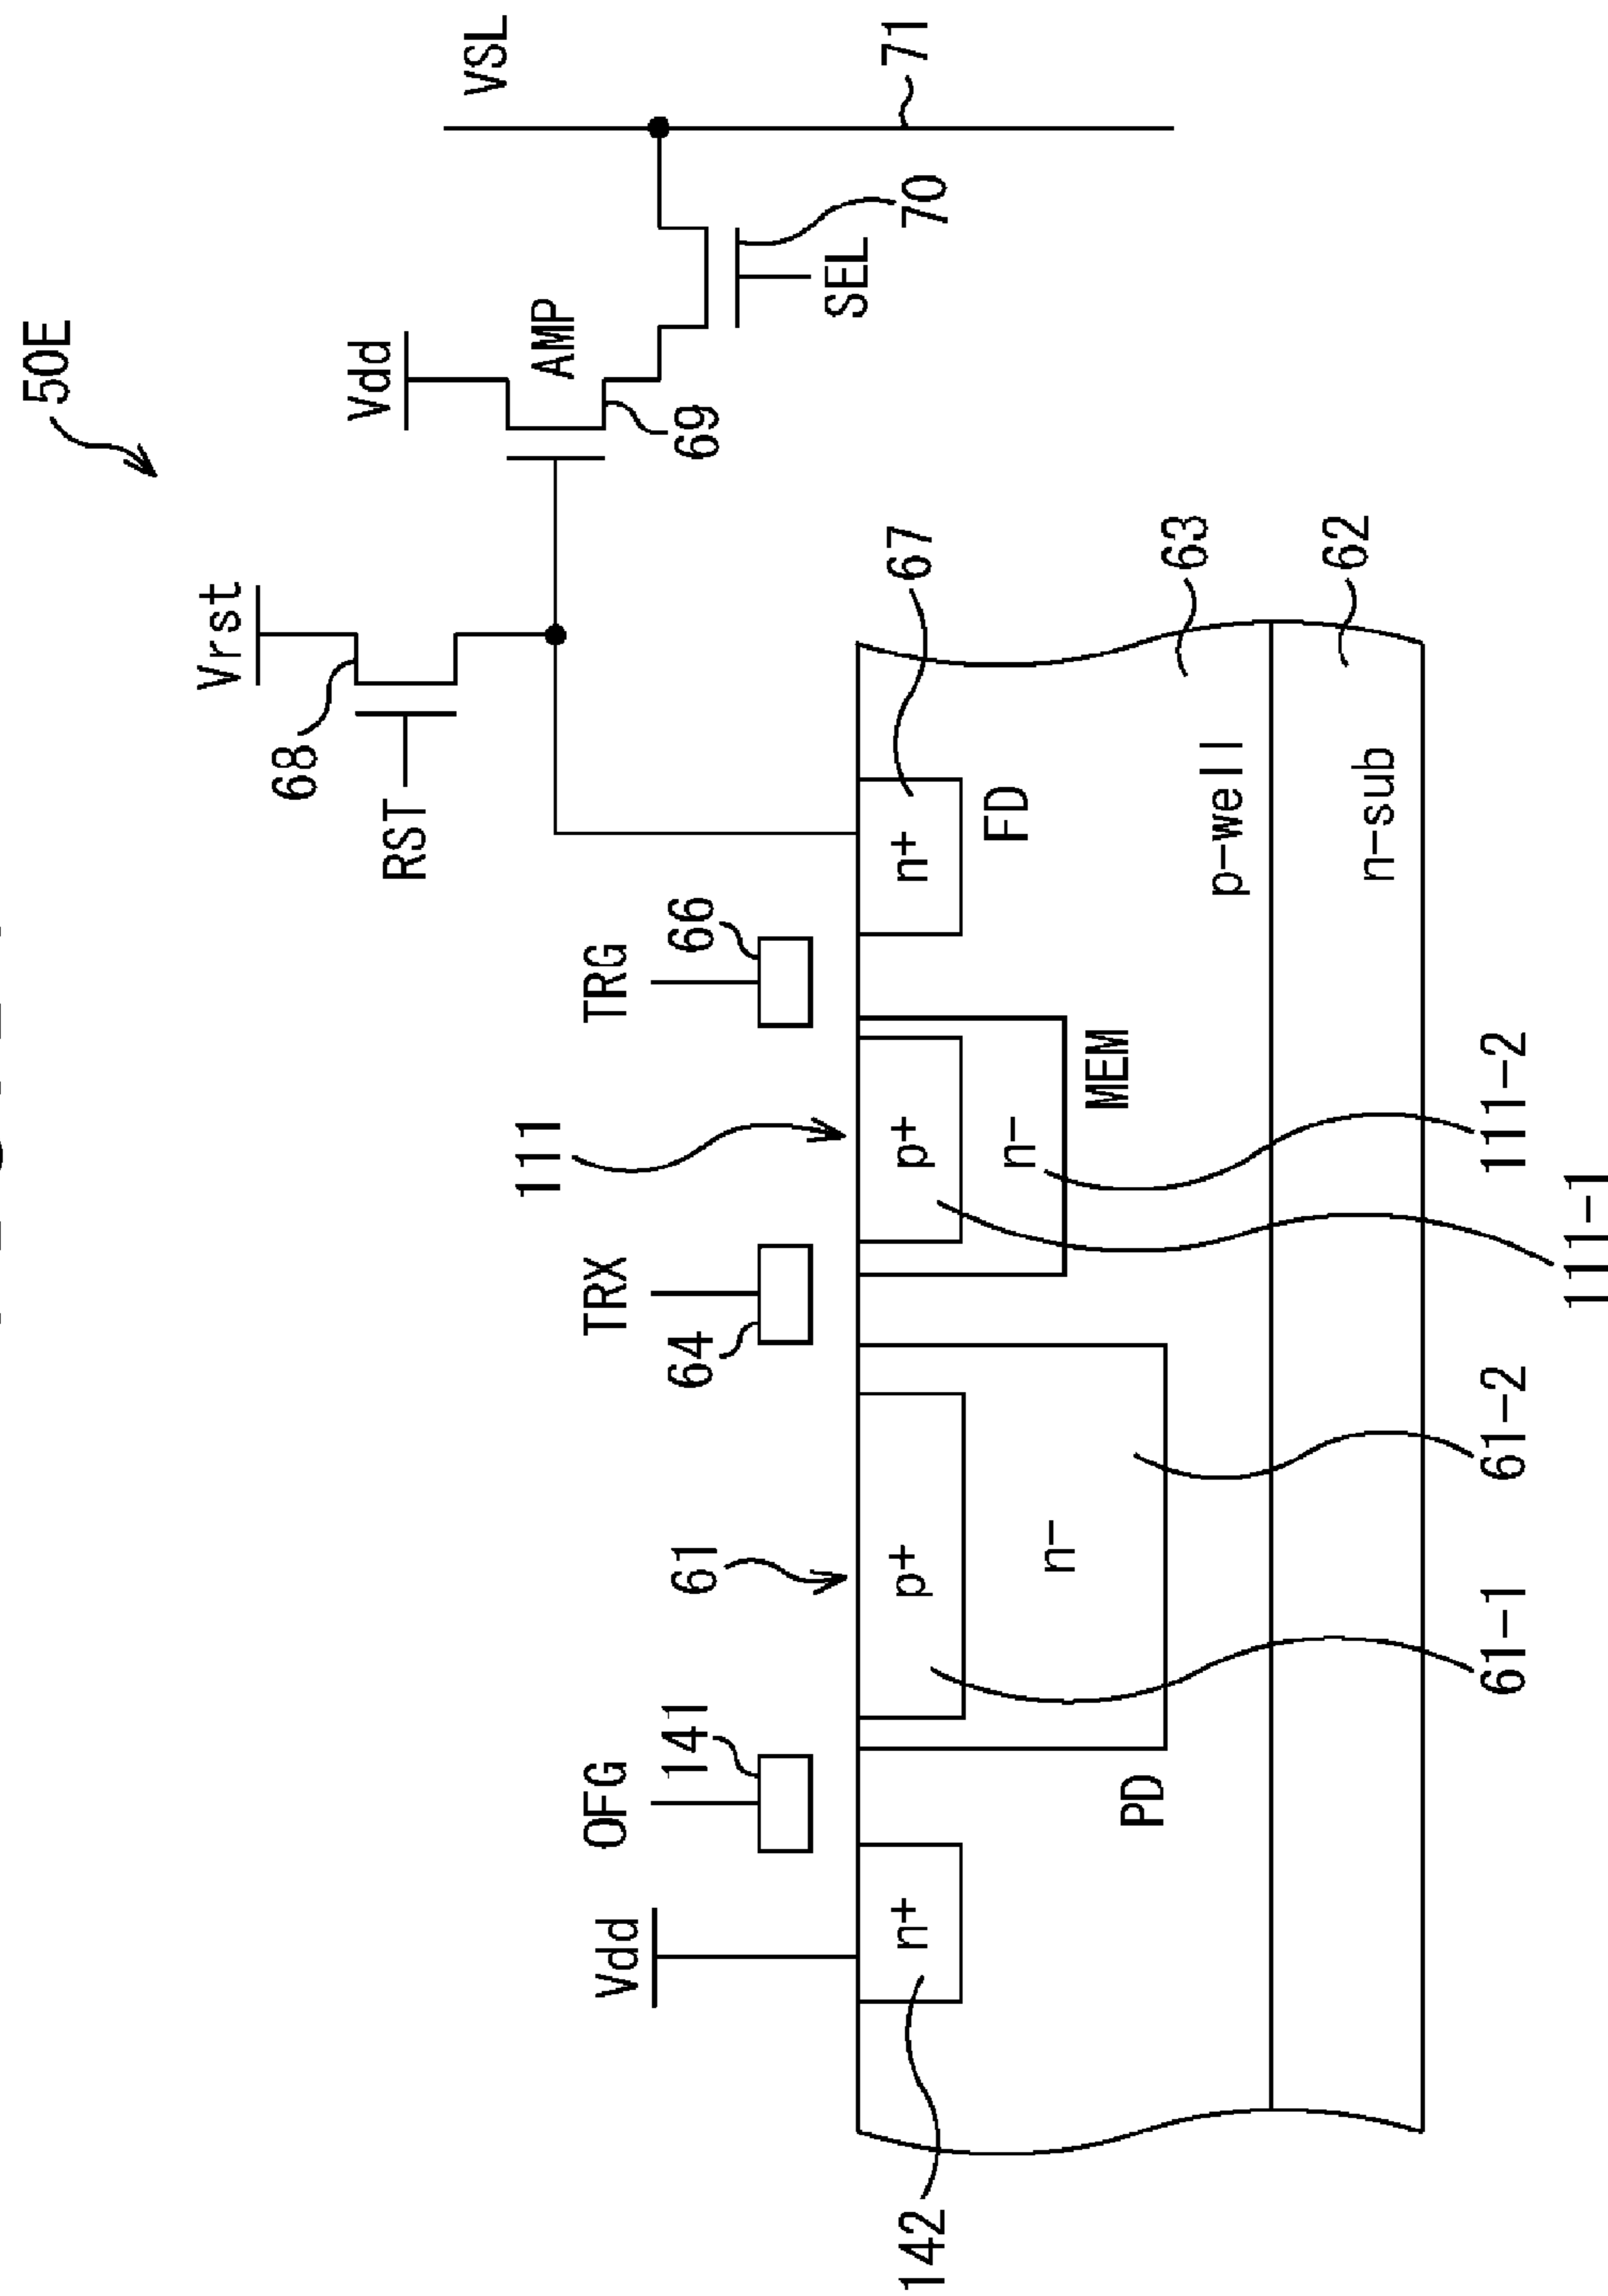 50E
Vdd
VSL
Vrst
AMP
68
RST
69
SEL
70
71
Vdd
OFG
141
61
TRX
64
111
TRG
66
n+
p+
p+
n+
67
142
n-
n-
FD
PD
MEM
p-well
63
n-sub
62
61-1
61-2
111-2
111-1